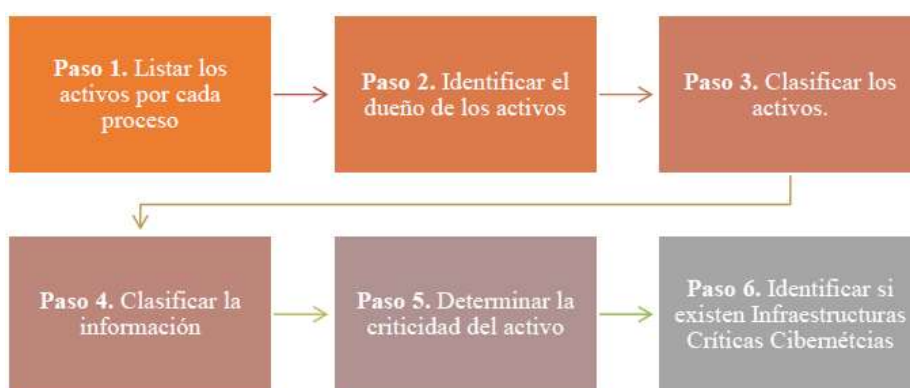 Paso 1. Listar los
activos por cada
proceso
Paso 2. Identificar el
dueño de los activos
Paso 3. Clasificar los
activos.
Paso 4. Clasificar la
información
Paso 5. Determinar la
criticidad del activo
Paso 6. Identificar si
existen Infraestructuras
Críticas Cibernétcias